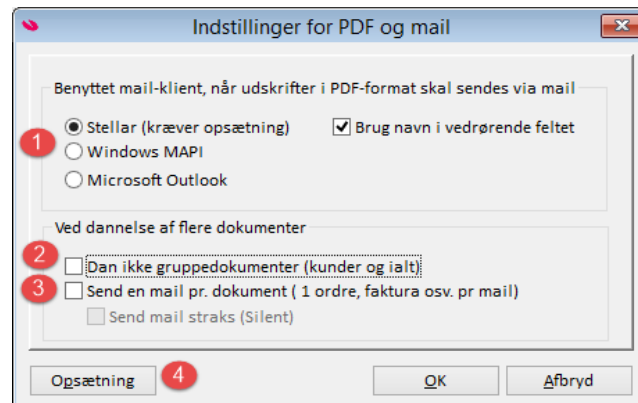 Indstillinger for PDF og mail
Benyttet mail-klient, når udskrifter i PDF-format skal sendes via mail
1
Stellar (kræver opsætning)
Brug navn i vedrørende feltet
Windows MAPI
Microsoft Outlook
Ved dannelse af flere dokumenter
2
Dan ikke gruppedokumenter (kunder og ialt)
3
Send en mail pr. dokument ( 1 ordre, faktura osv. pr mail)
Send mail straks (Silent)
Opsætning
4
OK
Afbryd